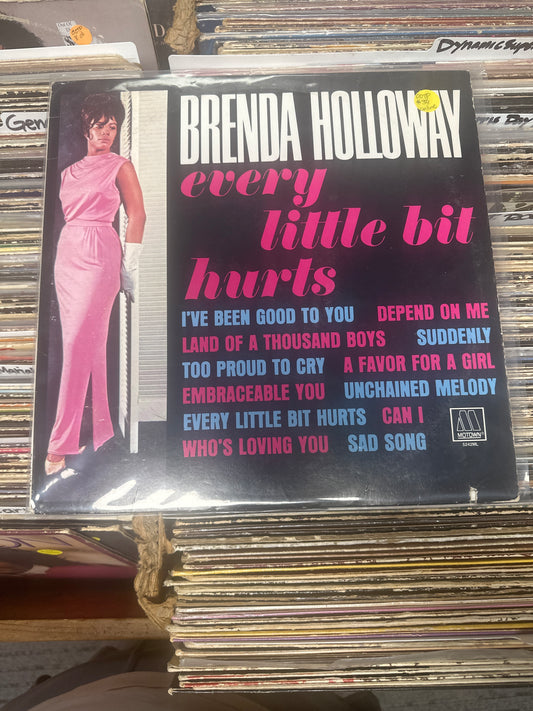 BRENDA HOLLOWAY
every
little bit
hurts
I'VE BEEN GOOD TO YOU DEPEND ON ME
LAND OF A THOUSAND BOYS SUDDENLY
TOO PROUD TO CRY A FAVOR FOR A GIRL
EMBRACEABLE YOU UNCHAINED MELODY
EVERY LITTLE BIT HURTS CAN I
WHO'S LOVING YOU SAD SONG
MOTOWN